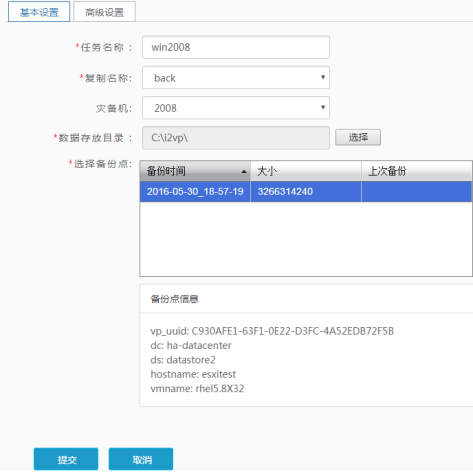 基本设置 高级设置
*任务名称： win2008
*复制名称: back
灾备机: 2008
*数据存放目录： C:\i2vp\ 选择
*选择备份点:
备份时间 大小 上次备份
2016-05-30_18-57-19 3266314240
备份点信息
vp_uuid: C930AFE1-63F1-0E22-D3FC-4A52EDB72F5B
dc: ha-datacenter
ds: datastore2
hostname: esxitest
vmname: rhel5.8X32
提交 取消